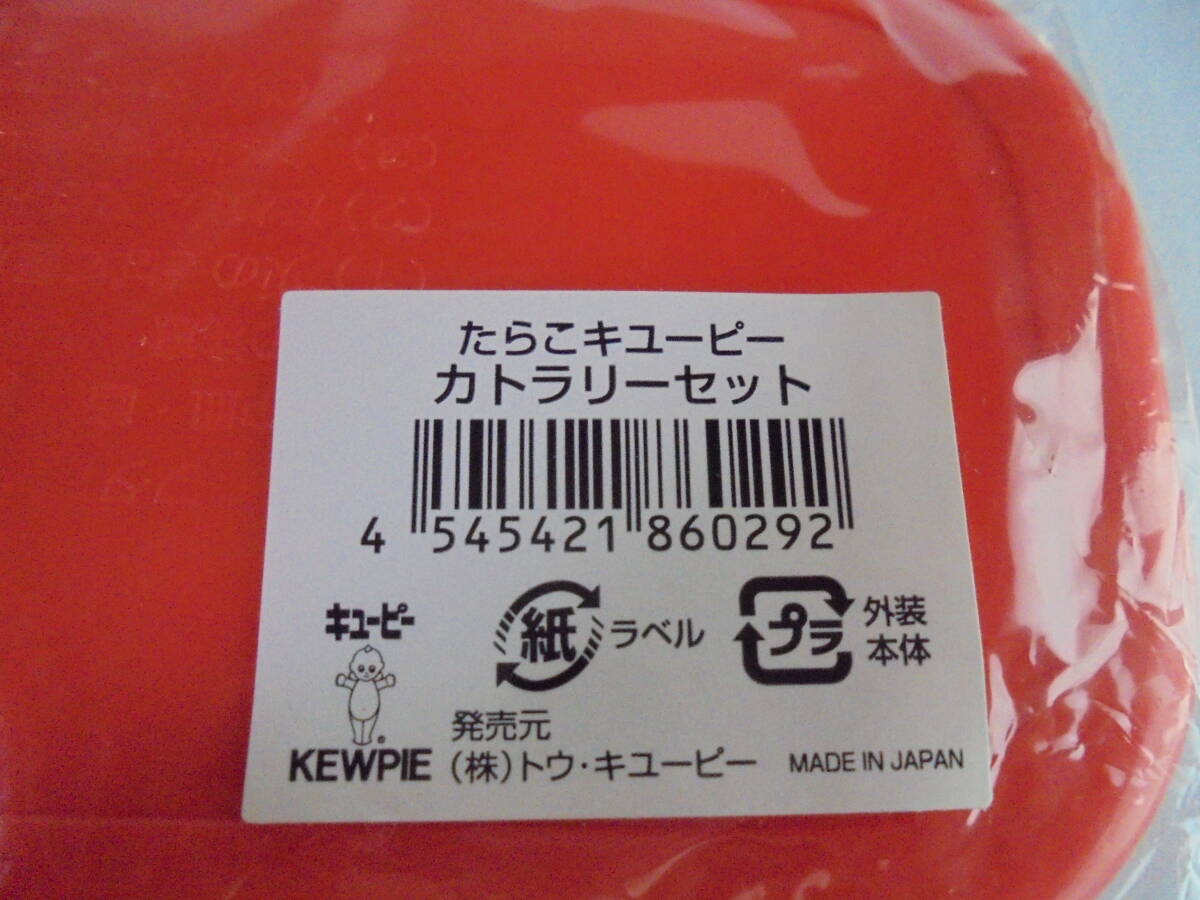 たらこキユーピー
カトラリーセット
4 545421 860292
キユーピー
KEWPIE
紙 ラベル
プラ 外装
本体
発売元
(株)トウ・キユーピー
MADE IN JAPAN